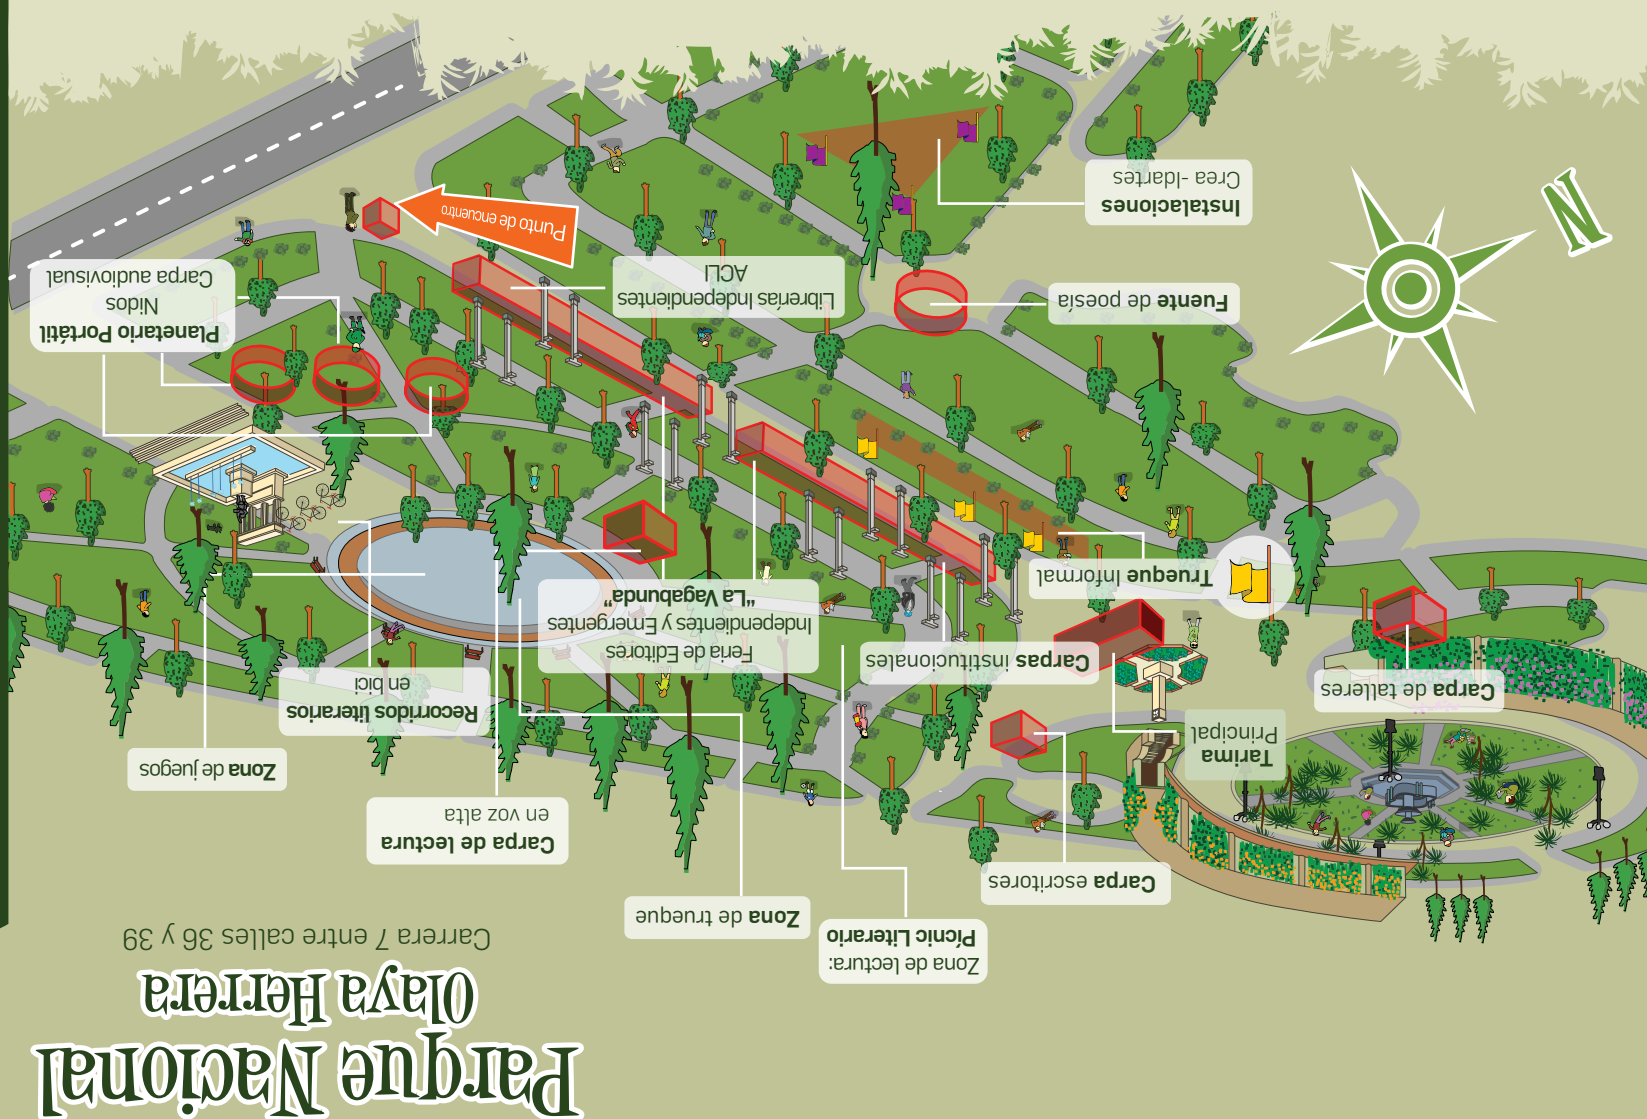 Parque Nacional
Olaya Herrera
Carrera 7 entre calles 36 y 39
Zona de lectura:
Pícnic Literario
Zona de trueque
Carpa escritores
Carpa de lectura
en voz alta
Zona de juegos
Tarima
Principal
Recorridos literarios
en bici
Carpa de talleres
Carpas institucionales
Feria de Editores
Independientes y Emergentes
“La Vagabunda”
Trueque Informal
Planetario Portátil
Nidos
Carpa audiovisual
Librerías Independientes
ACLI
Fuente de poesía
Punto de encuentro
Instalaciones
Crea -Idartes
N